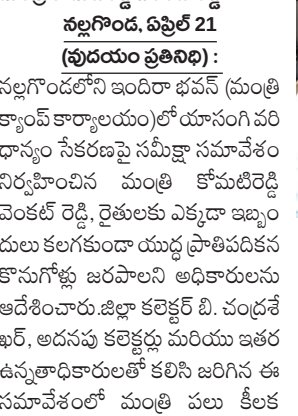 నల్లగొండ, ఏప్రిల్ 21
(వుదయం ప్రతినిధి) :
నల్లగొండలోని ఇందిరా భవన్ (మంత్రి
క్యాంప్ కార్యాలయం)లో యాసంగి వరి
ధాన్యం సేకరణపై సమీక్షా సమావేశం
నిర్వహించిన మంత్రి కోమటిరెడ్డి
వెంకట్ రెడ్డి, రైతులకు ఎక్కడా ఇబ్బం
దులు కలగకుండా యుద్ధ ప్రాతిపదికన
కొనుగోళ్లు జరపాలని అధికారులను
ఆదేశించారు.జిల్లా కలెక్టర్ బి. చంద్రశే
ఖర్, అదనపు కలెక్టర్లు మరియు ఇతర
ఉన్నతాధికారులతో కలిసి జరిగిన ఈ
సమావేశంలో మంత్రి పలు కీలక